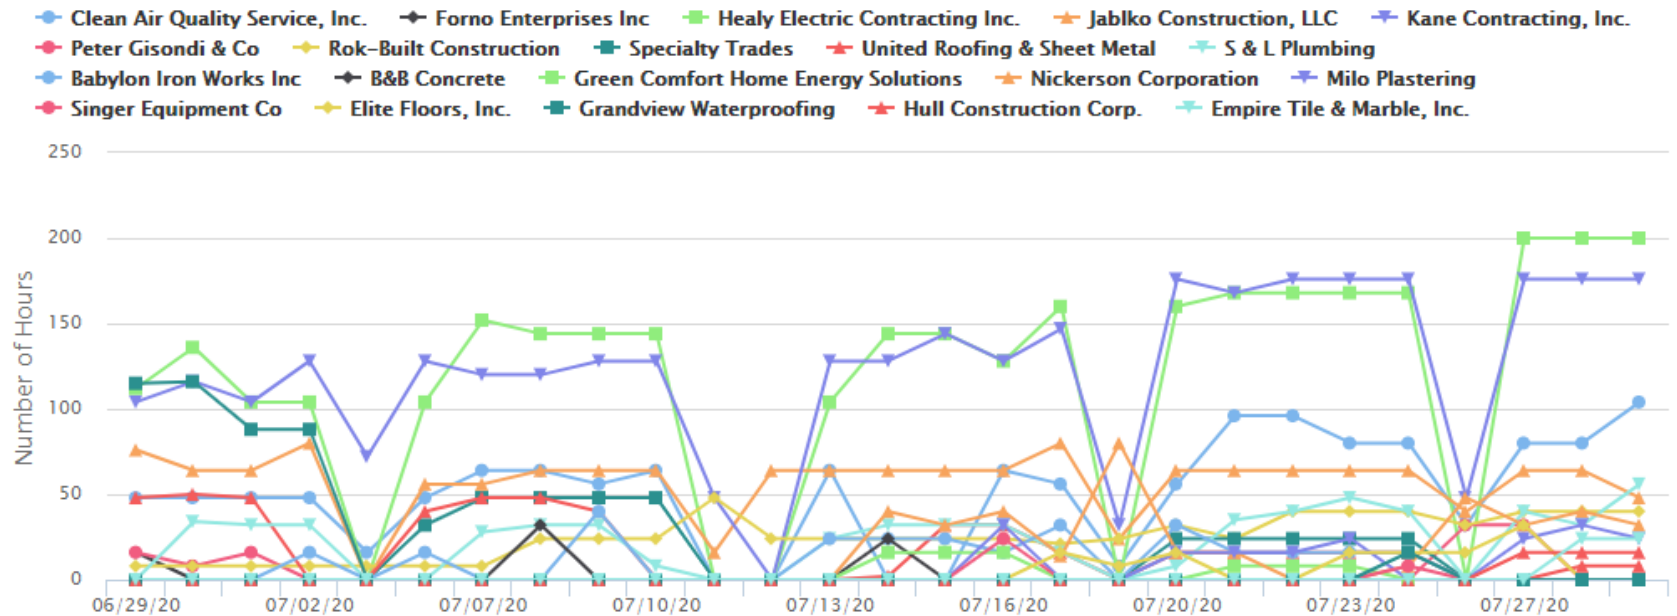 Clean Air Quality Service, Inc. Forno Enterprises Inc Healy Electric Contracting Inc. Jablko Construction, LLC Kane Contracting, Inc.
Peter Gisondi & Co Rok-Built Construction Specialty Trades United Roofing & Sheet Metal S & L Plumbing
Babylon Iron Works Inc B&B Concrete Green Comfort Home Energy Solutions Nickerson Corporation Milo Plastering
Singer Equipment Co Elite Floors, Inc. Grandview Waterproofing Hull Construction Corp. Empire Tile & Marble, Inc.
Number of Hours
250
200
150
100
50
0
06/29/20 07/02/20 07/07/20 07/10/20 07/13/20 07/16/20 07/20/20 07/23/20 07/27/20